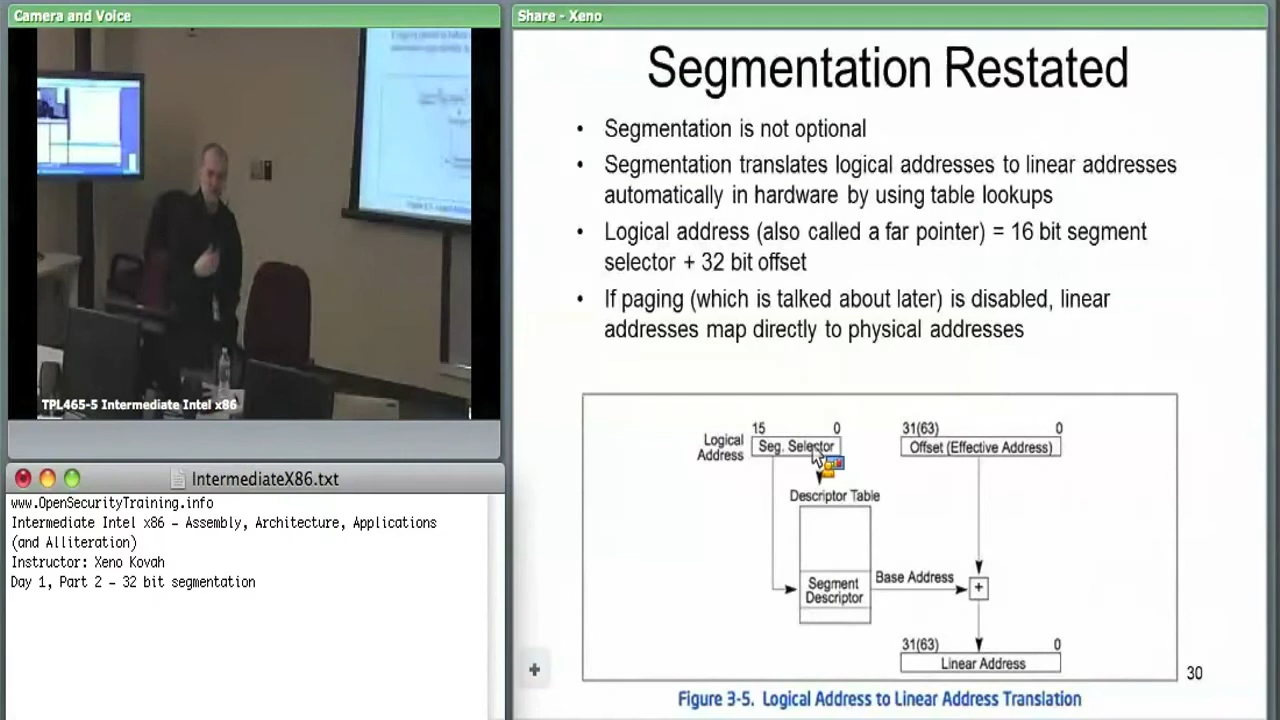 Camera and Voice
TPL465-5 Intermediate Intel x86
IntermediateX86.txt
www.OpenSecurityTraining.info
Intermediate Intel x86 – Assembly, Architecture, Applications
(and Alliteration)
Instructor: Xeno Kovah
Day 1, Part 2 – 32 bit segmentation
Share - Xeno
Segmentation Restated
• Segmentation is not optional
• Segmentation translates logical addresses to linear addresses
automatically in hardware by using table lookups
• Logical address (also called a far pointer) = 16 bit segment
selector + 32 bit offset
• If paging (which is talked about later) is disabled, linear
addresses map directly to physical addresses
15 0 31(63) 0
Logical
Address
Seg. Selector
Offset (Effective Address)
Descriptor Table
Segment
Descriptor
Base Address
+
31(63) 0
Linear Address
30
Figure 3-5. Logical Address to Linear Address Translation